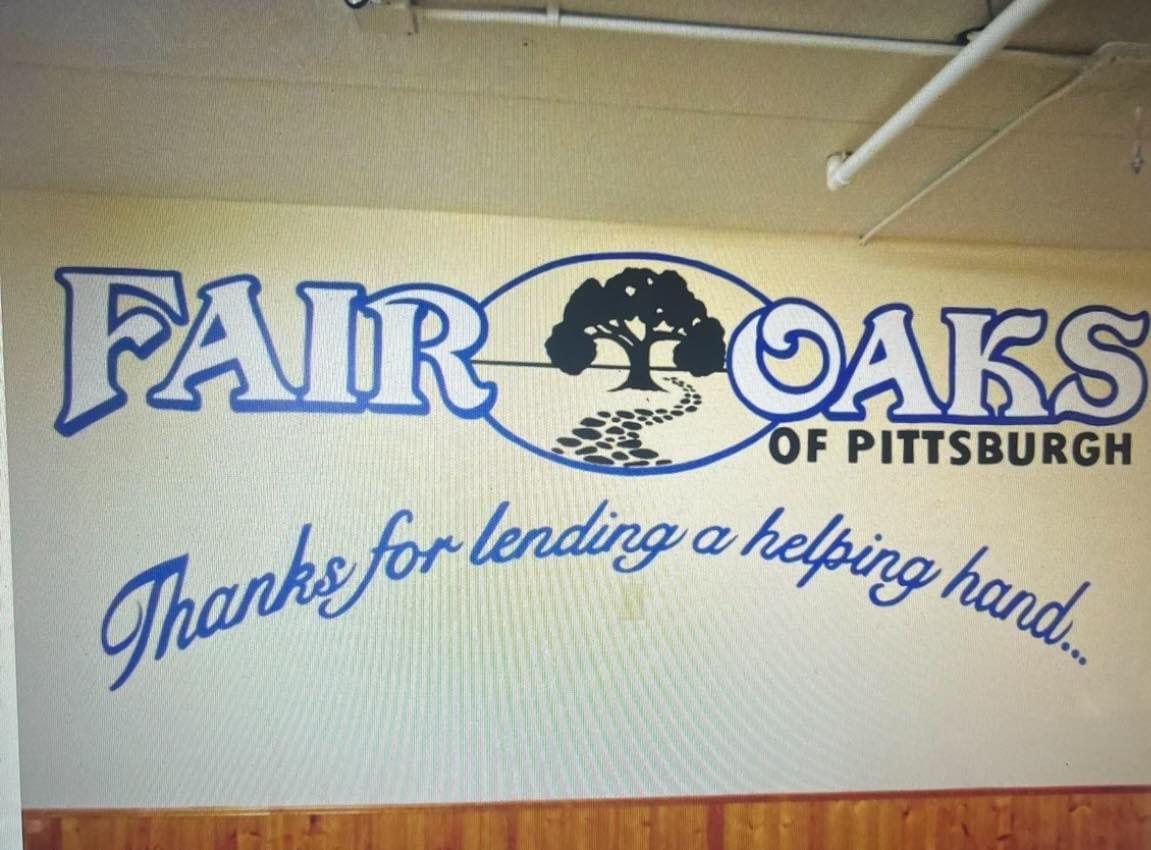 FAIR OAKS
OF PITTSBURGH
Thanks for lending a helping hand...